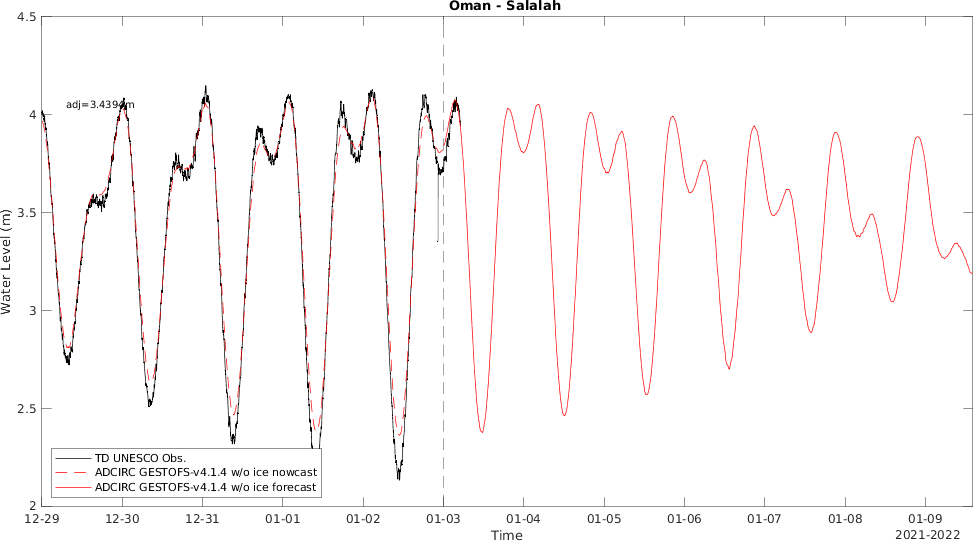 Oman - Salalah
4.5
4
3.5
3
2.5
2
Water Level (m)
adj=3.4394m
TD UNESCO Obs.
ADCIRC GESTOFS-v4.1.4 w/o ice nowcast
ADCIRC GESTOFS-v4.1.4 w/o ice forecast
12-29 12-30 12-31 01-01 01-02 01-03 01-04 01-05 01-06 01-07 01-08 01-09
Time
2021-2022